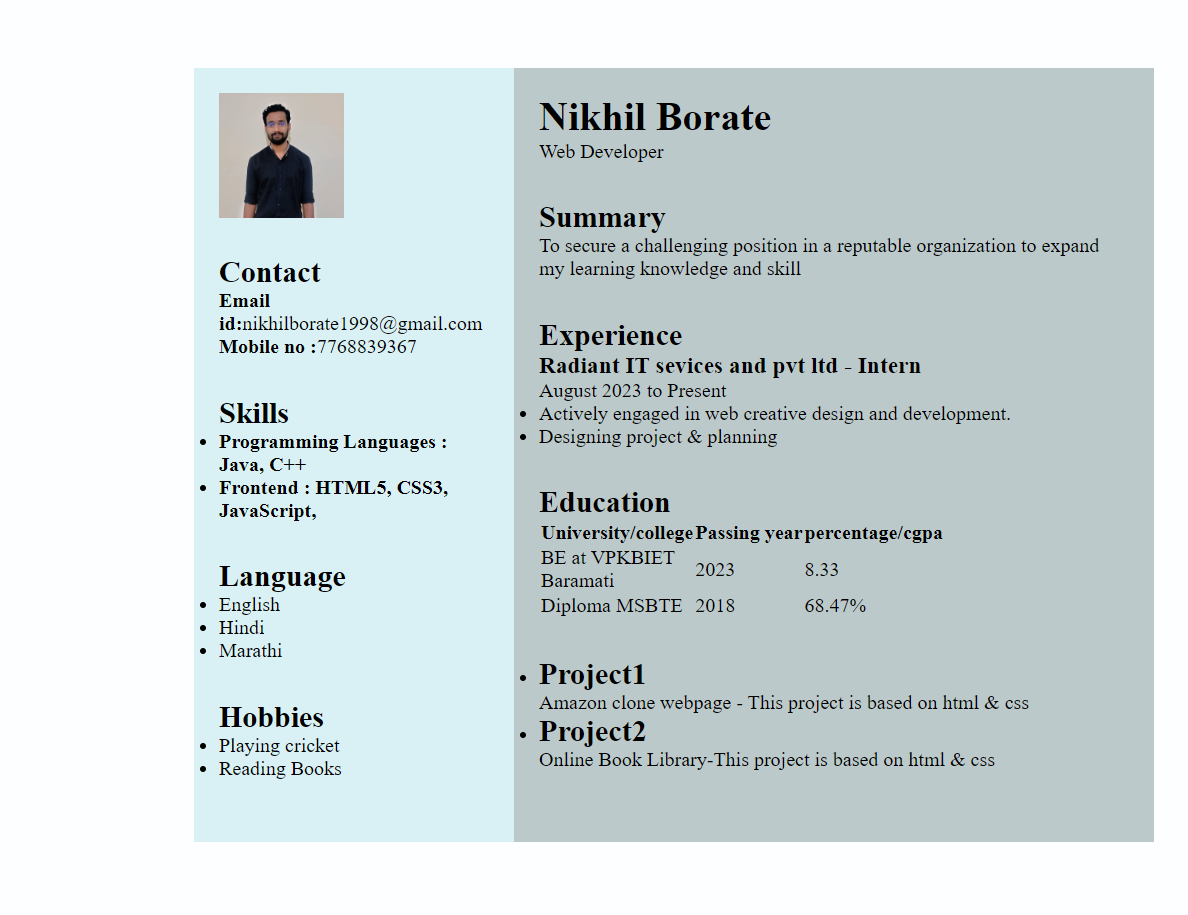 Contact
Email
id:nikhilborate1998@gmail.com
Mobile no :7768839367
Skills
Programming Languages :
Java, C++
Frontend : HTML5, CSS3,
JavaScript,
Language
English
Hindi
Marathi
Hobbies
Playing cricket
Reading Books
Nikhil Borate
Web Developer
Summary
To secure a challenging position in a reputable organization to expand
my learning knowledge and skill
Experience
Radiant IT sevices and pvt ltd - Intern
August 2023 to Present
Actively engaged in web creative design and development.
Designing project & planning
Education
University/college Passing year percentage/cgpa
BE at VPKBIET
Baramati 2023 8.33
Diploma MSBTE 2018 68.47%
Project1
Amazon clone webpage - This project is based on html & css
Project2
Online Book Library-This project is based on html & css